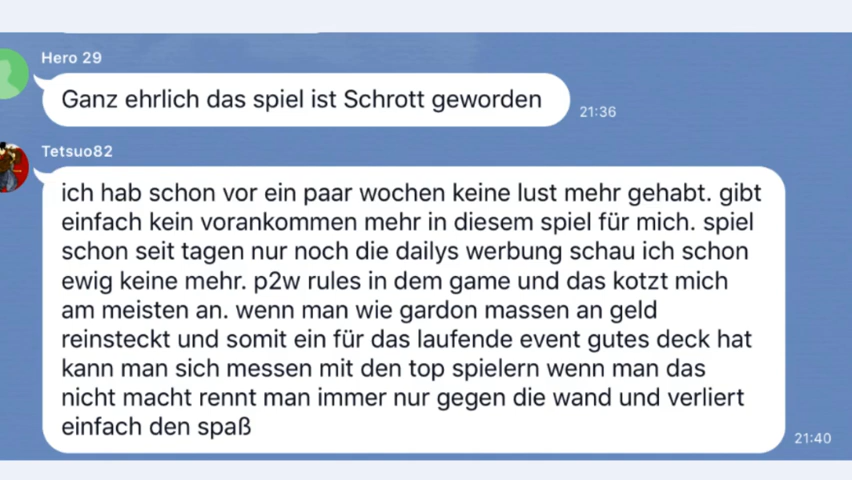 Hero 29
Ganz ehrlich das spiel ist Schrott geworden
21:36
Tetsuo82
ich hab schon vor ein paar wochen keine lust mehr gehabt. gibt
einfach kein vorankommen mehr in diesem spiel für mich. spiel
schon seit tagen nur noch die dailys werbung schau ich schon
ewig keine mehr. p2w rules in dem game und das kotzt mich
am meisten an. wenn man wie gardon massen an geld
reinsteckt und somit ein für das laufende event gutes deck hat
kann man sich messen mit den top spielern wenn man das
nicht macht rennt man immer nur gegen die wand und verliert
einfach den spaß
21:40